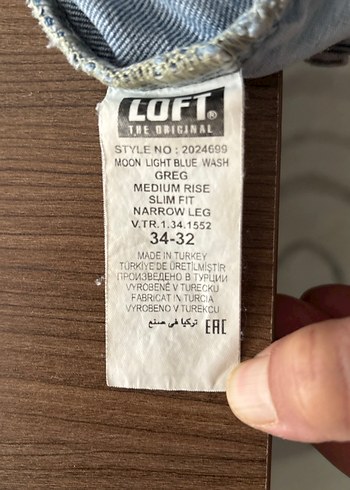 LOFT®
THE ORIGINAL
STYLE NO : 2024699
MOON LIGHT BLUE WASH
GREG
MEDIUM RISE
SLIM FIT
NARROW LEG
V.TR.1.34.1552
34-32
MADE IN TURKEY
TÜRKİYE'DE ÜRETİLMİŞTİR
ПРОИЗВЕДЕНО В ТУРЦИИ
VYROBENÉ V TURECKU
FABRICAT IN TURCIA
VYROBENO V TURECKU
تركيا في صنع EAC